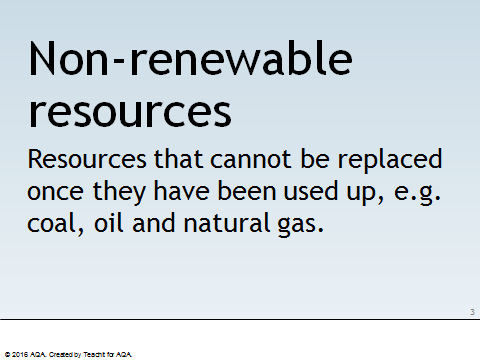 Non-renewable
resources
Resources that cannot be replaced
once they have been used up, e.g.
coal, oil and natural gas.
3
© 2016 AQA. Created by Teachit for AQA.